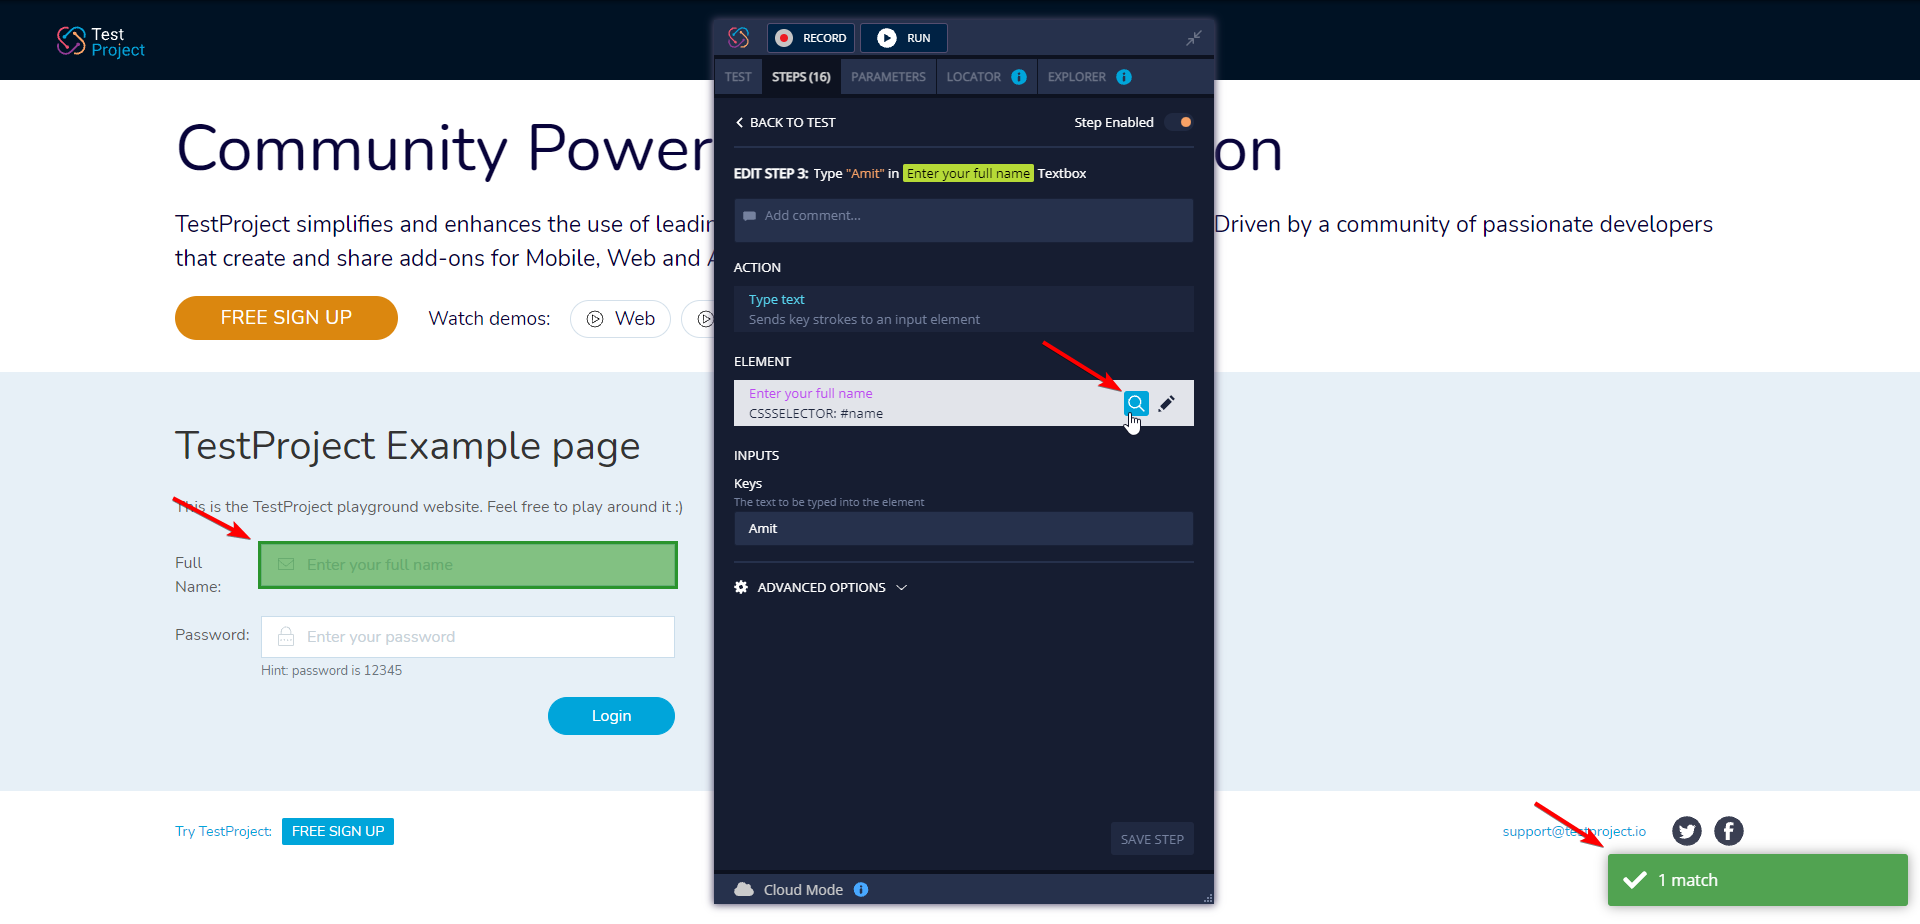 Test
Project
RECORD
RUN
TEST
STEPS (16)
PARAMETERS
LOCATOR
EXPLORER
BACK TO TEST
Step Enabled
EDIT STEP 3: Type "Amit" in Enter your full name Textbox
Add comment...
ACTION
Type text
Sends key strokes to an input element
ELEMENT
Enter your full name
CSSSELECTOR: #name
INPUTS
Keys
The text to be typed into the element
Amit
ADVANCED OPTIONS
SAVE STEP
Cloud Mode
Community Power
on
TestProject simplifies and enhances the use of
Driven by a community of passionate developers
that create and share add-ons for Mobile, Web and
FREE SIGN UP
Watch demos:
Web
TestProject Example page
This is the TestProject playground website. Feel free to play around it :)
Full
Name:
Enter your full name
Password:
Enter your password
Hint: password is 12345
Login
Try TestProject:
FREE SIGN UP
support@testproject.io
1 match